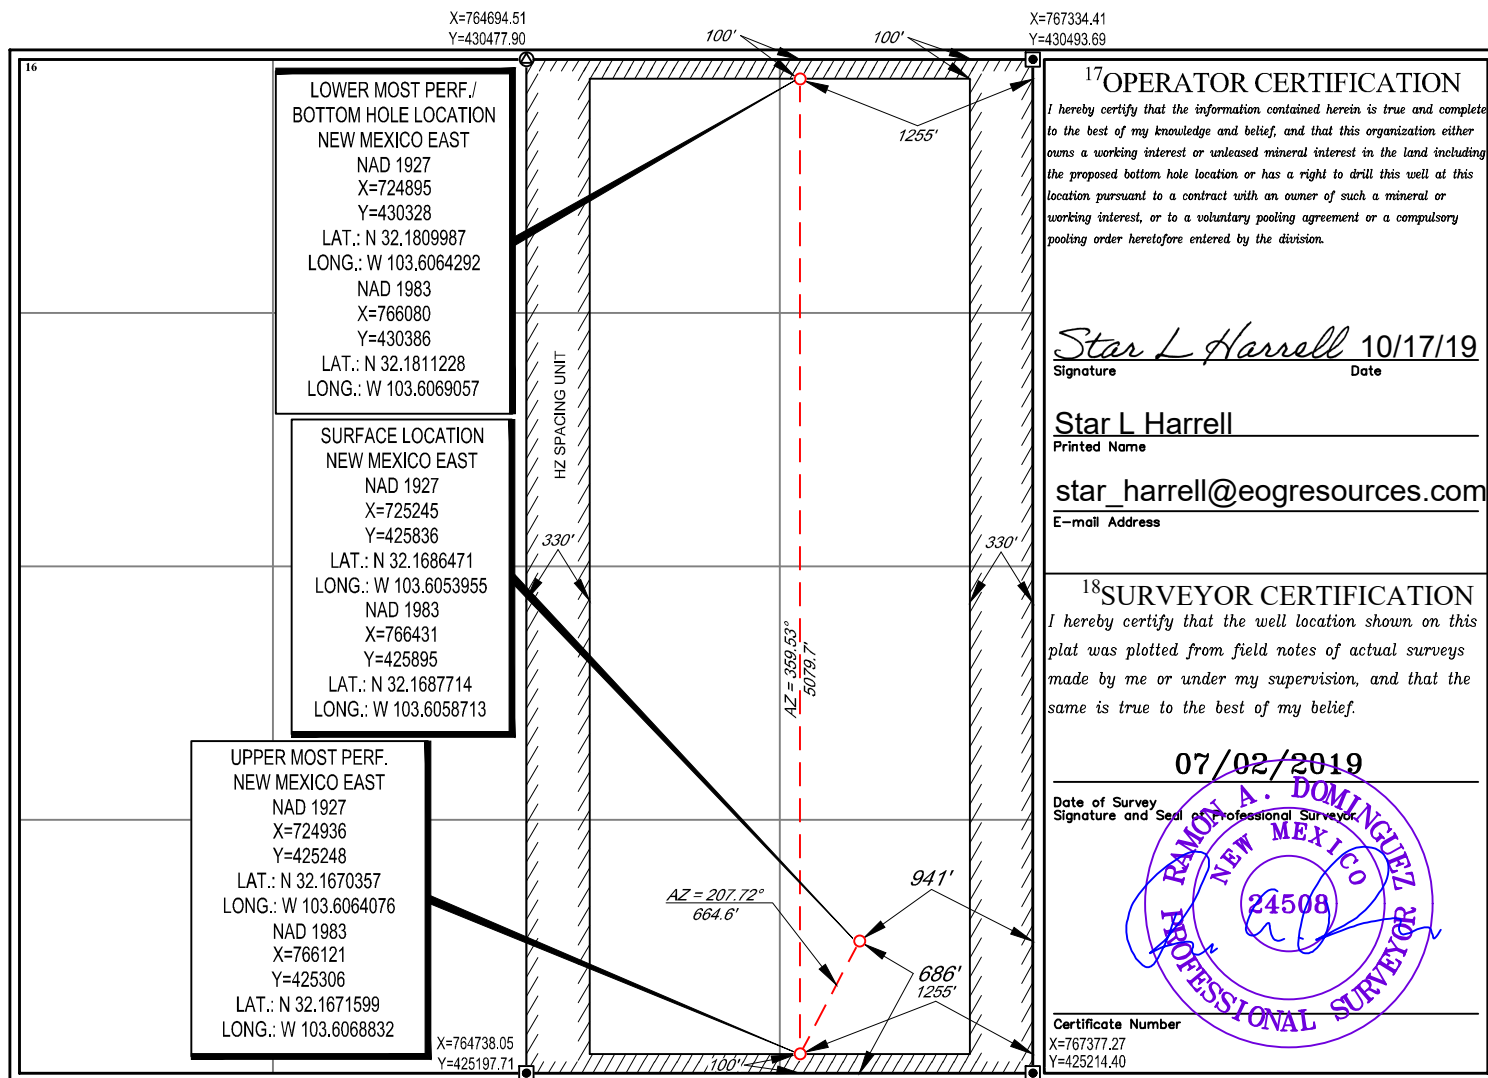 X=764694.51
Y=430477.90
X=767334.41
Y=430493.69
100'
100'
16
1255'
LOWER MOST PERF./
BOTTOM HOLE LOCATION
NEW MEXICO EAST
NAD 1927
X=724895
Y=430328
LAT.: N 32.1809987
LONG.: W 103.6064292
NAD 1983
X=766080
Y=430386
LAT.: N 32.1811228
LONG.: W 103.6069057
SURFACE LOCATION
NEW MEXICO EAST
NAD 1927
X=725245
Y=425836
LAT.: N 32.1686471
LONG.: W 103.6053955
NAD 1983
X=766431
Y=425895
LAT.: N 32.1687714
LONG.: W 103.6058713
UPPER MOST PERF.
NEW MEXICO EAST
NAD 1927
X=724936
Y=425248
LAT.: N 32.1670357
LONG.: W 103.6064076
NAD 1983
X=766121
Y=425306
LAT.: N 32.1671599
LONG.: W 103.6068832
HZ SPACING UNIT
330'
330'
AZ = 359.53°
5079.7'
AZ = 207.72°
664.6'
941'
686'
1255'
100'
X=764738.05
Y=425197.71
17 OPERATOR CERTIFICATION
I hereby certify that the information contained herein is true and complete
to the best of my knowledge and belief, and that this organization either
owns a working interest or unleased mineral interest in the land including
the proposed bottom hole location or has a right to drill this well at this
location pursuant to a contract with an owner of such a mineral or
working interest, or to a voluntary pooling agreement or a compulsory
pooling order heretofore entered by the division.
Star L Harrell 10/17/19
Signature Date
Star L Harrell
Printed Name
star_harrell@eogresources.com
E-mail Address
18 SURVEYOR CERTIFICATION
I hereby certify that the well location shown on this
plat was plotted from field notes of actual surveys
made by me or under my supervision, and that the
same is true to the best of my belief.
07/02/2019
Date of Survey
Signature and Seal of Professional Surveyor
RAMON A. DOMINGUEZ
NEW MEXICO
24508
PROFESSIONAL SURVEYOR
Certificate Number
X=767377.27
Y=425214.40